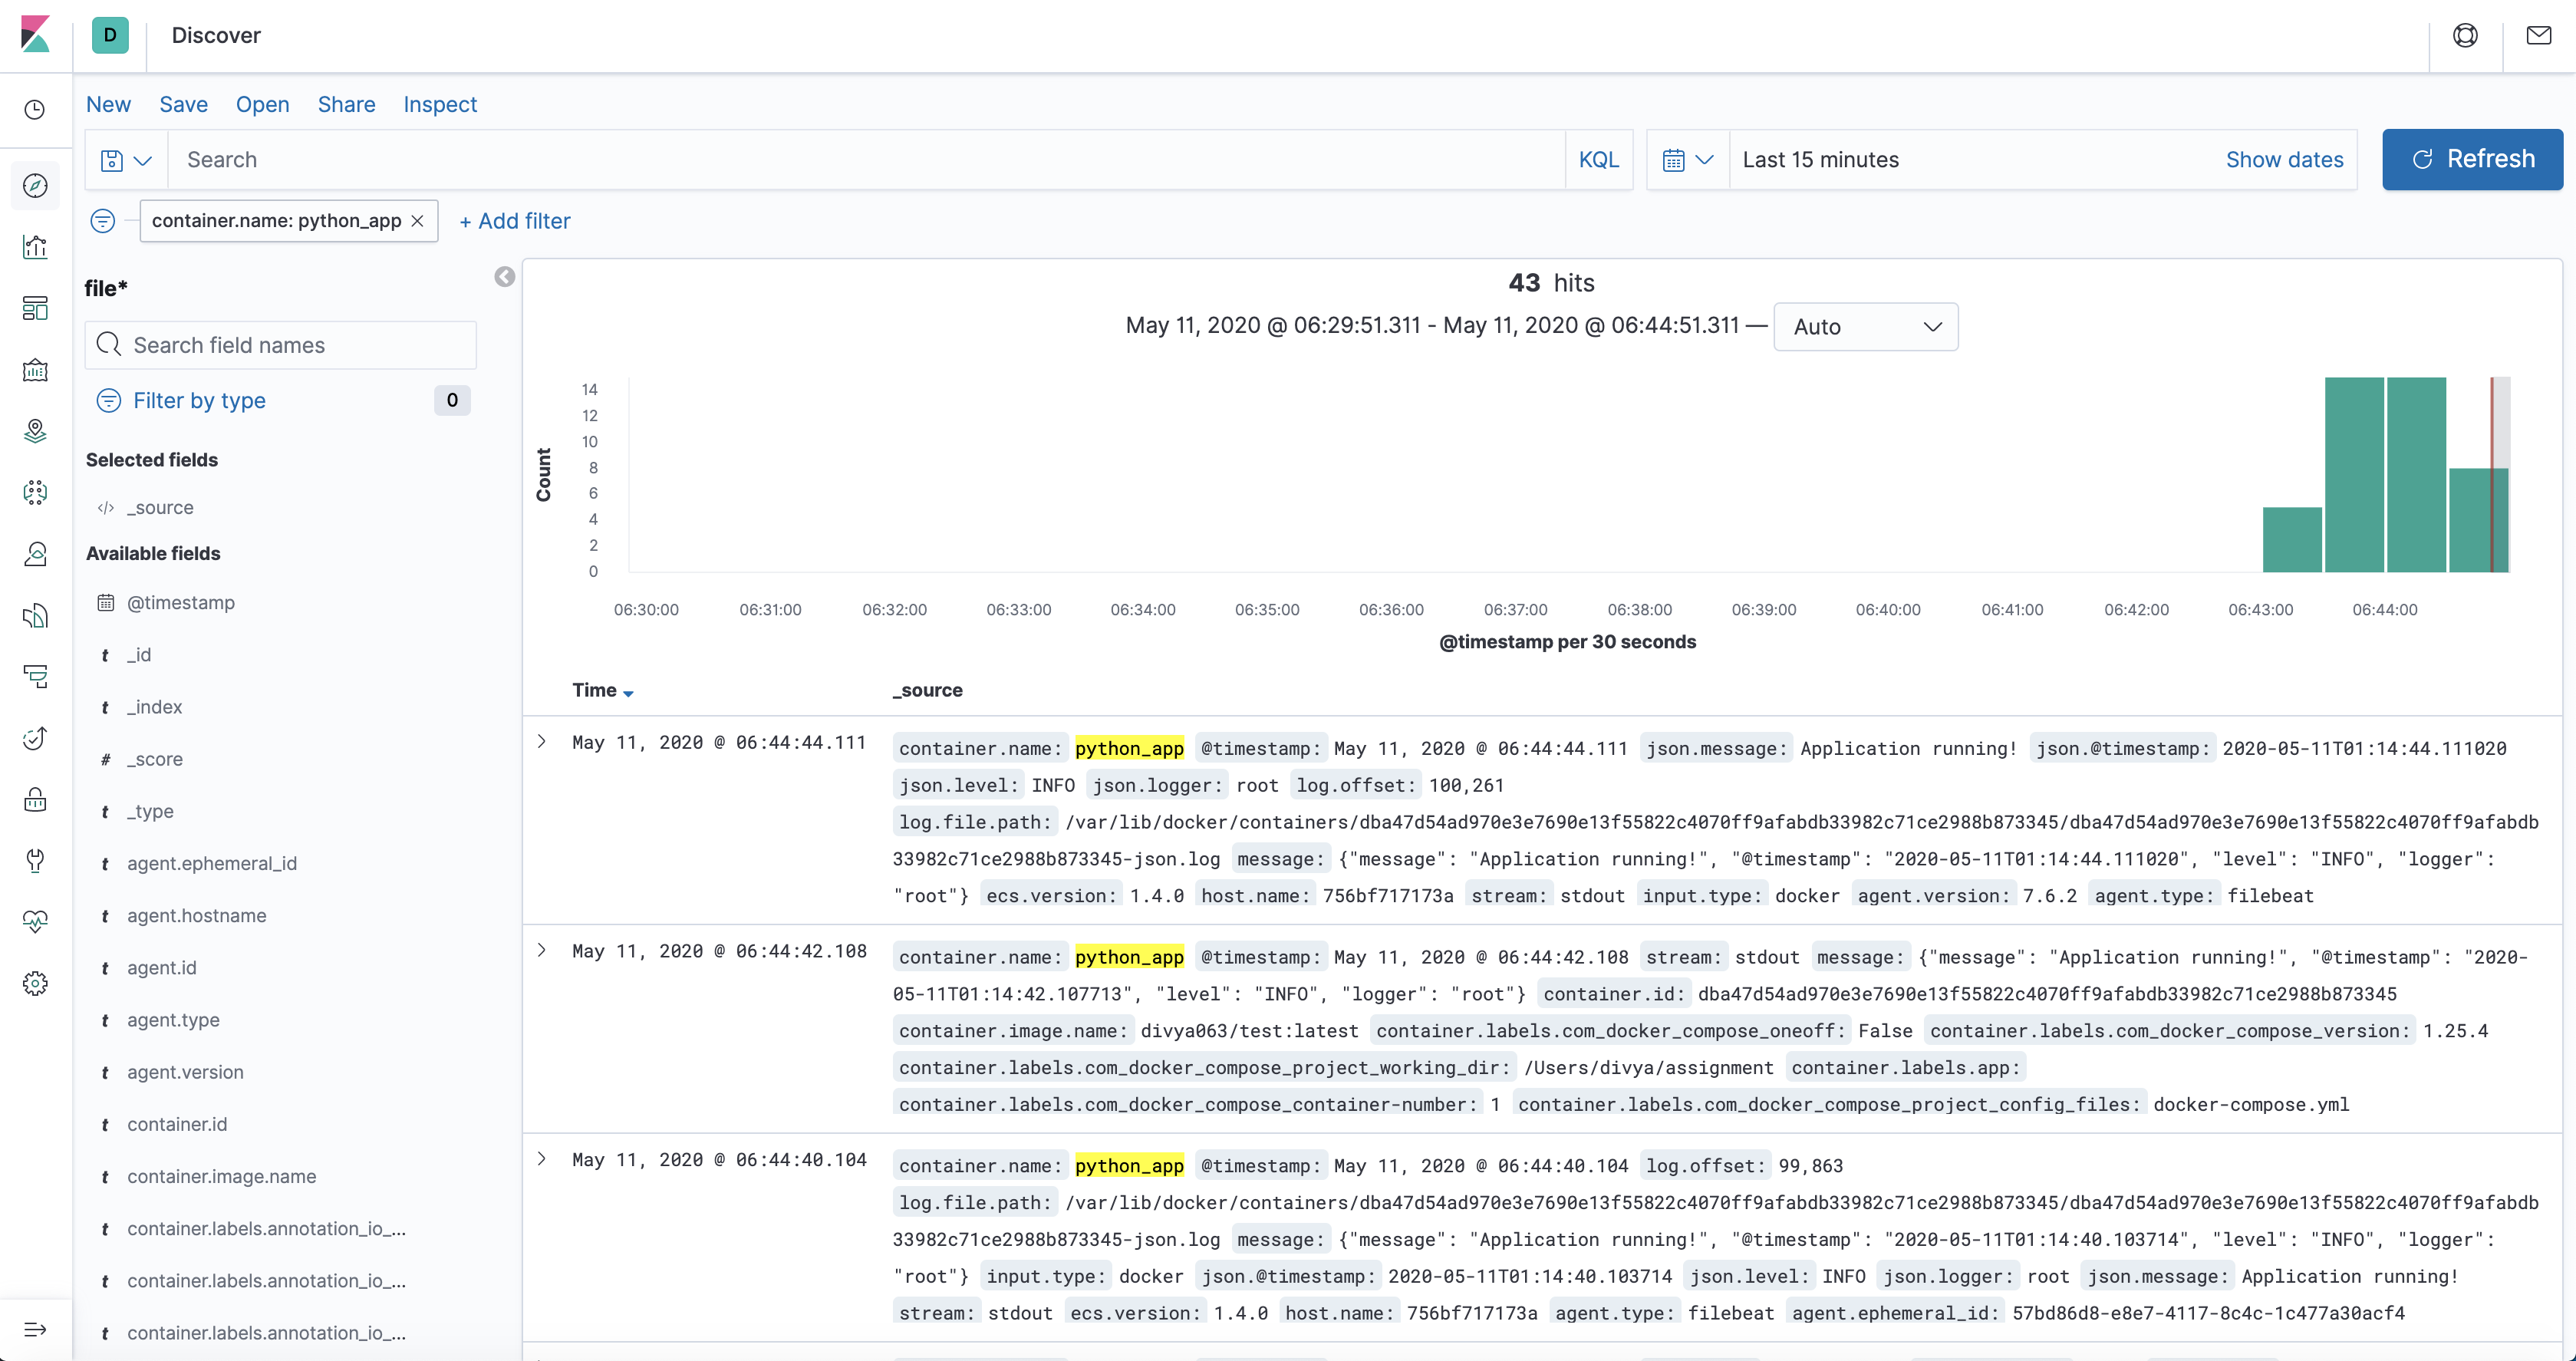 D Discover
New Save Open Share Inspect
Search KQL Last 15 minutes Show dates Refresh
container.name: python_app + Add filter
file*
Search field names
Filter by type 0
Selected fields
_source
Available fields
@timestamp
t _id
t _index
# _score
t _type
t agent.ephemeral_id
t agent.hostname
t agent.id
t agent.type
t agent.version
t container.id
t container.image.name
t container.labels.annotation_io_...
t container.labels.annotation_io_...
t container.labels.annotation_io_...
43 hits
May 11, 2020 @ 06:29:51.311 - May 11, 2020 @ 06:44:51.311 — Auto
Count
14
12
10
8
6
4
2
0
06:30:00 06:31:00 06:32:00 06:33:00 06:34:00 06:35:00 06:36:00 06:37:00 06:38:00 06:39:00 06:40:00 06:41:00 06:42:00 06:43:00 06:44:00
@timestamp per 30 seconds
Time _source
May 11, 2020 @ 06:44:44.111 container.name: python_app @timestamp: May 11, 2020 @ 06:44:44.111 json.message: Application running! json.@timestamp: 2020-05-11T01:14:44.111020
json.level: INFO json.logger: root log.offset: 100,261
log.file.path: /var/lib/docker/containers/dba47d54ad970e3e7690e13f55822c4070ff9afabdb33982c71ce2988b873345/dba47d54ad970e3e7690e13f55822c4070ff9afabdb
33982c71ce2988b873345-json.log message: {"message": "Application running!", "@timestamp": "2020-05-11T01:14:44.111020", "level": "INFO", "logger":
"root"} ecs.version: 1.4.0 host.name: 756bf717173a stream: stdout input.type: docker agent.version: 7.6.2 agent.type: filebeat
May 11, 2020 @ 06:44:42.108 container.name: python_app @timestamp: May 11, 2020 @ 06:44:42.108 stream: stdout message: {"message": "Application running!", "@timestamp": "2020-
05-11T01:14:42.107713", "level": "INFO", "logger": "root"} container.id: dba47d54ad970e3e7690e13f55822c4070ff9afabdb33982c71ce2988b873345
container.image.name: divya063/test:latest container.labels.com_docker_compose_oneoff: False container.labels.com_docker_compose_version: 1.25.4
container.labels.com_docker_compose_project_working_dir: /Users/divya/assignment container.labels.app:
container.labels.com_docker_compose_container-number: 1 container.labels.com_docker_compose_project_config_files: docker-compose.yml
May 11, 2020 @ 06:44:40.104 container.name: python_app @timestamp: May 11, 2020 @ 06:44:40.104 log.offset: 99,863
log.file.path: /var/lib/docker/containers/dba47d54ad970e3e7690e13f55822c4070ff9afabdb33982c71ce2988b873345/dba47d54ad970e3e7690e13f55822c4070ff9afabdb
33982c71ce2988b873345-json.log message: {"message": "Application running!", "@timestamp": "2020-05-11T01:14:40.103714", "level": "INFO", "logger":
"root"} input.type: docker json.@timestamp: 2020-05-11T01:14:40.103714 json.level: INFO json.logger: root json.message: Application running!
stream: stdout ecs.version: 1.4.0 host.name: 756bf717173a agent.type: filebeat agent.ephemeral_id: 57bd86d8-e8e7-4117-8c4c-1c477a30acf4